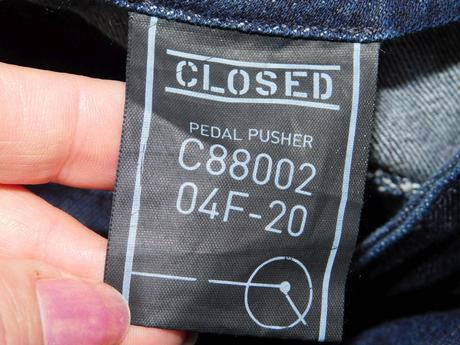 CLOSED
PEDAL PUSHER
C88002
04F-20